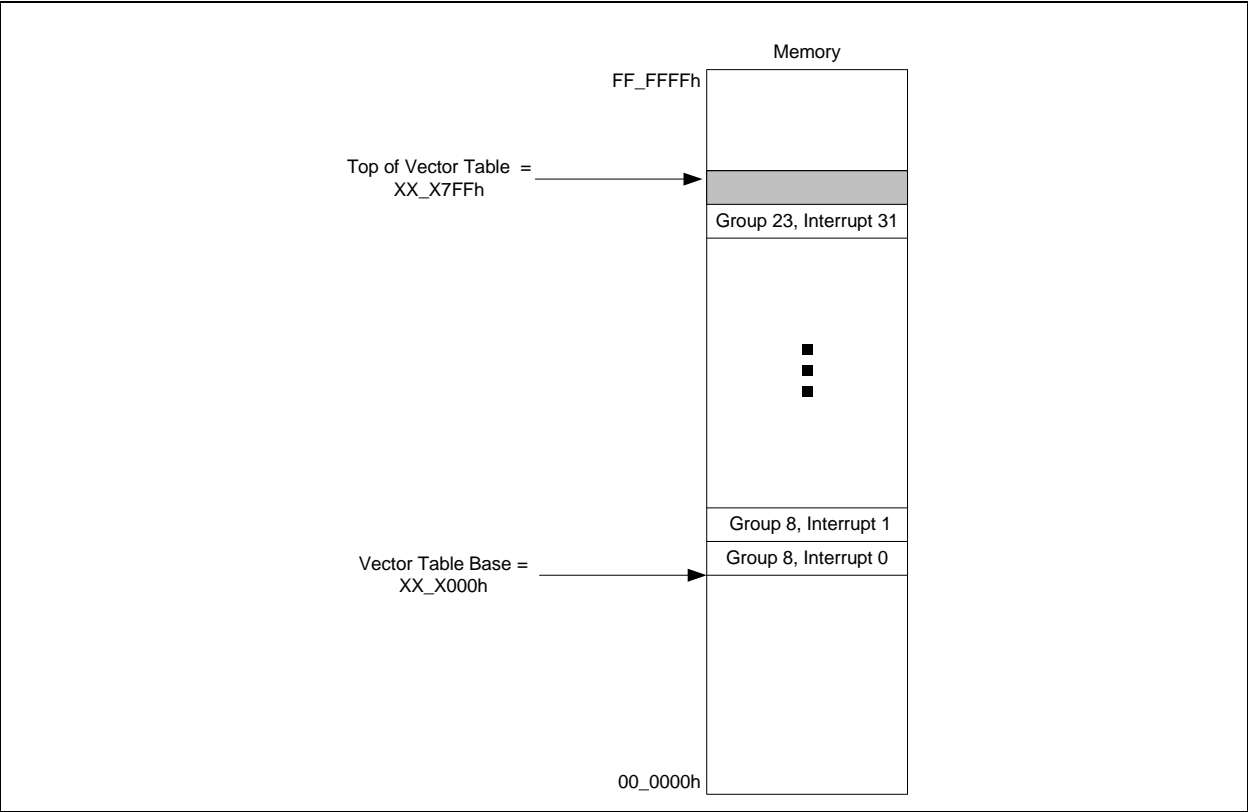 Memory
FF_FFFFh
Top of Vector Table =
XX_X7FFh
Group 23, Interrupt 31
Group 8, Interrupt 1
Group 8, Interrupt 0
Vector Table Base =
XX_X000h
00_0000h